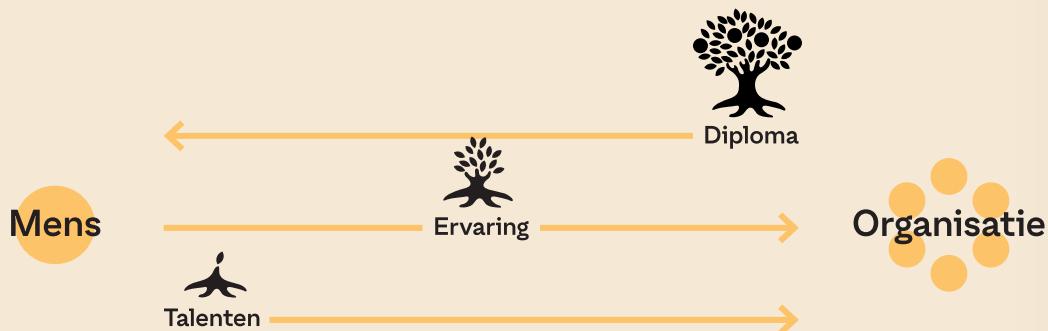 Diploma
Mens
Ervaring
Organisatie
Talenten